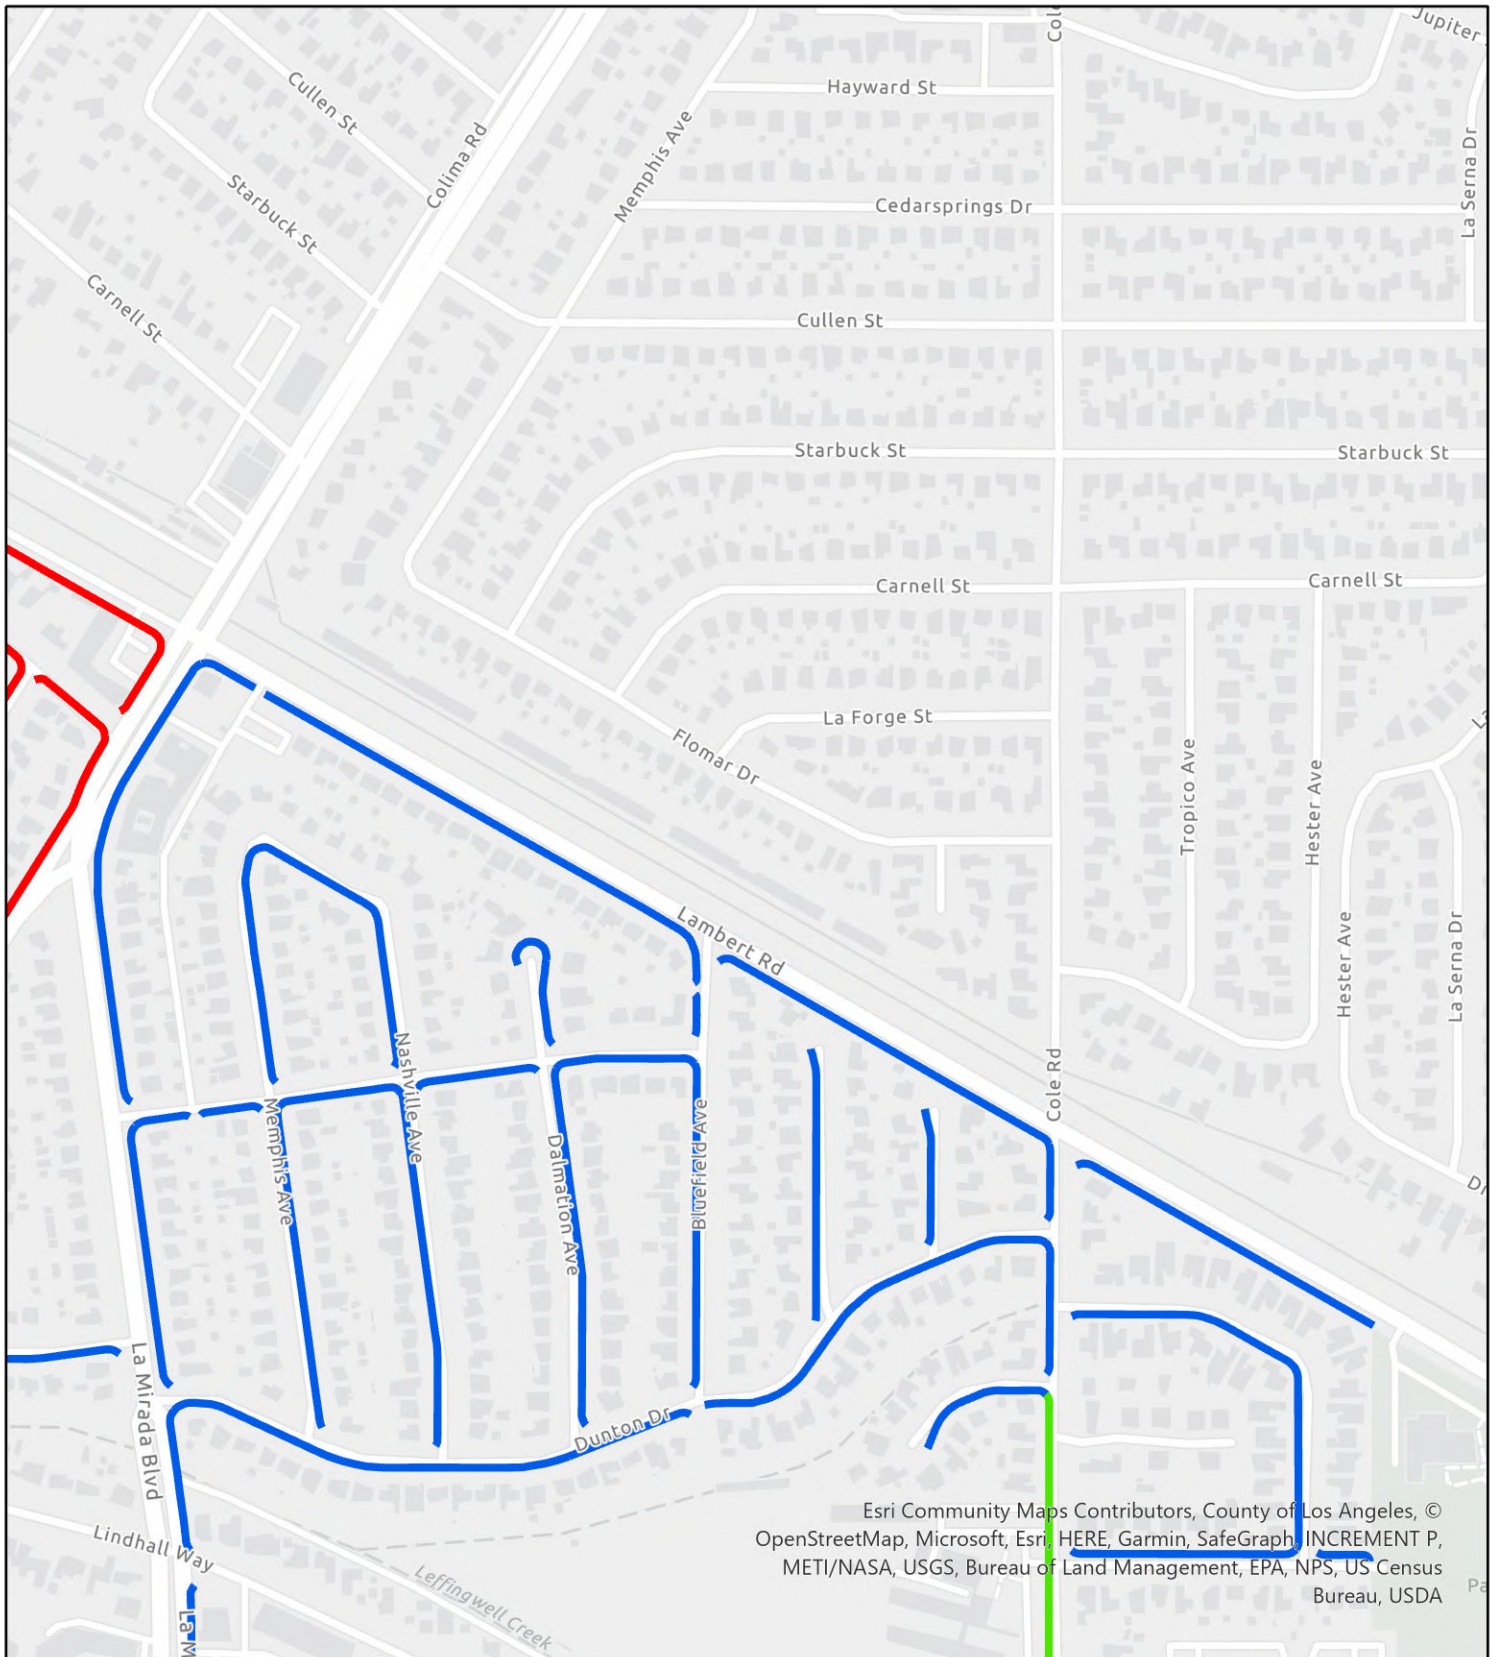 Jupiter
Cole
Cullen St
Hayward St
Colima Rd
Memphis Ave
La Serna Dr
Starbuck St
Cedarsprings Dr
Carnell St
Cullen St
Starbuck St
Starbuck St
Carnell St
Carnell St
La Forge St
Flomar Dr
Tropico Ave
Hester Ave
Lambert Rd
Hester Ave
La Serna Dr
Nashville Ave
Cole Rd
Memphis Ave
Dalmation Ave
Bluefield Ave
Dr
La Mirada Blvd
Dunton Dr
Lindhall Way
Leffingwell Creek
La M
Esri Community Maps Contributors, County of Los Angeles, ©
OpenStreetMap, Microsoft, Esri, HERE, Garmin, SafeGraph, INCREMENT P,
METI/NASA, USGS, Bureau of Land Management, EPA, NPS, US Census
Bureau, USDA
Pa